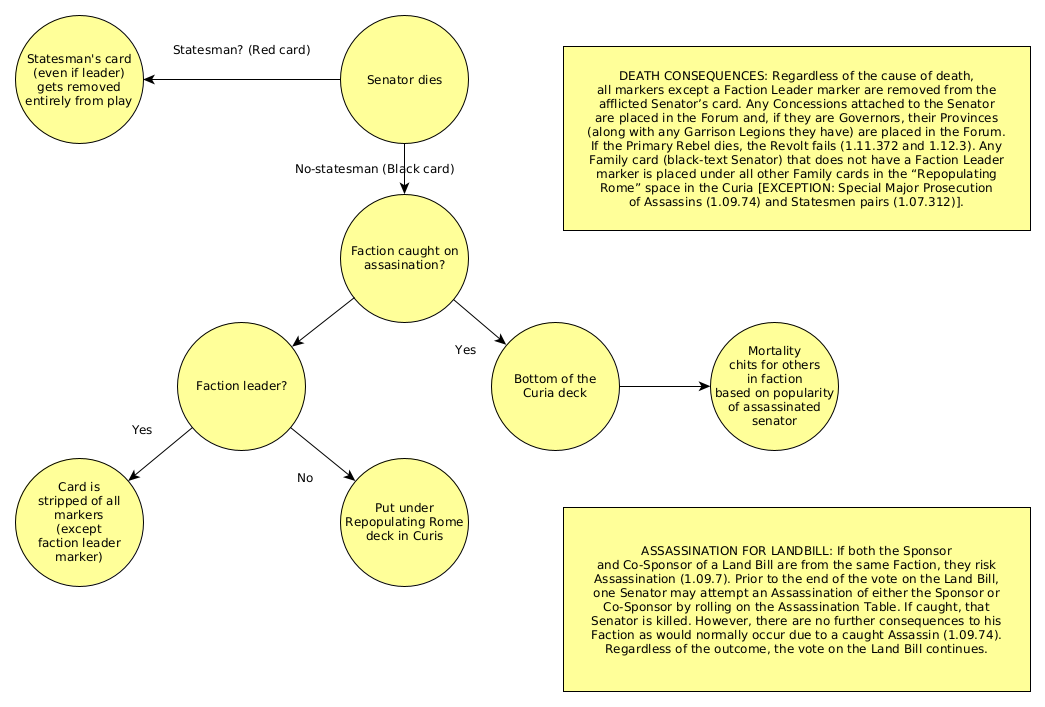 Statesman? (Red card)
Statesman's card
(even if leader)
gets removed
entirely from play
Senator dies
No-statesman (Black card)
Faction caught on
assasination?
Faction leader?
Yes
Bottom of the
Curia deck
Mortality
chits for others
in faction
based on popularity
of assassinated
senator
Yes
No
Card is
stripped of all
markers
(except
faction leader
marker)
Put under
Repopulating Rome
deck in Curis
DEATH CONSEQUENCES: Regardless of the cause of death,
all markers except a Faction Leader marker are removed from the
afflicted Senator’s card. Any Concessions attached to the Senator
are placed in the Forum and, if they are Governors, their Provinces
(along with any Garrison Legions they have) are placed in the Forum.
If the Primary Rebel dies, the Revolt fails (1.11.372 and 1.12.3). Any
Family card (black-text Senator) that does not have a Faction Leader
marker is placed under all other Family cards in the “Repopulating
Rome” space in the Curia [EXCEPTION: Special Major Prosecution
of Assassins (1.09.74) and Statesmen pairs (1.07.312)].
ASSASSINATION FOR LANDBILL: If both the Sponsor
and Co-Sponsor of a Land Bill are from the same Faction, they risk
Assassination (1.09.7). Prior to the end of the vote on the Land Bill,
one Senator may attempt an Assassination of either the Sponsor or
Co-Sponsor by rolling on the Assassination Table. If caught, that
Senator is killed. However, there are no further consequences to his
Faction as would normally occur due to a caught Assassin (1.09.74).
Regardless of the outcome, the vote on the Land Bill continues.